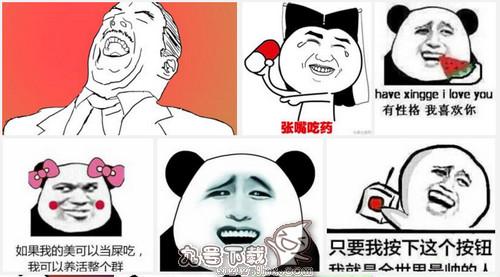 张嘴吃药
have xingge i love you
有性格 我喜欢你
如果我的美可以当屎吃
我可以养活整个群
九号下载
只要我按下这个按钮
我就是全世界最帅的人